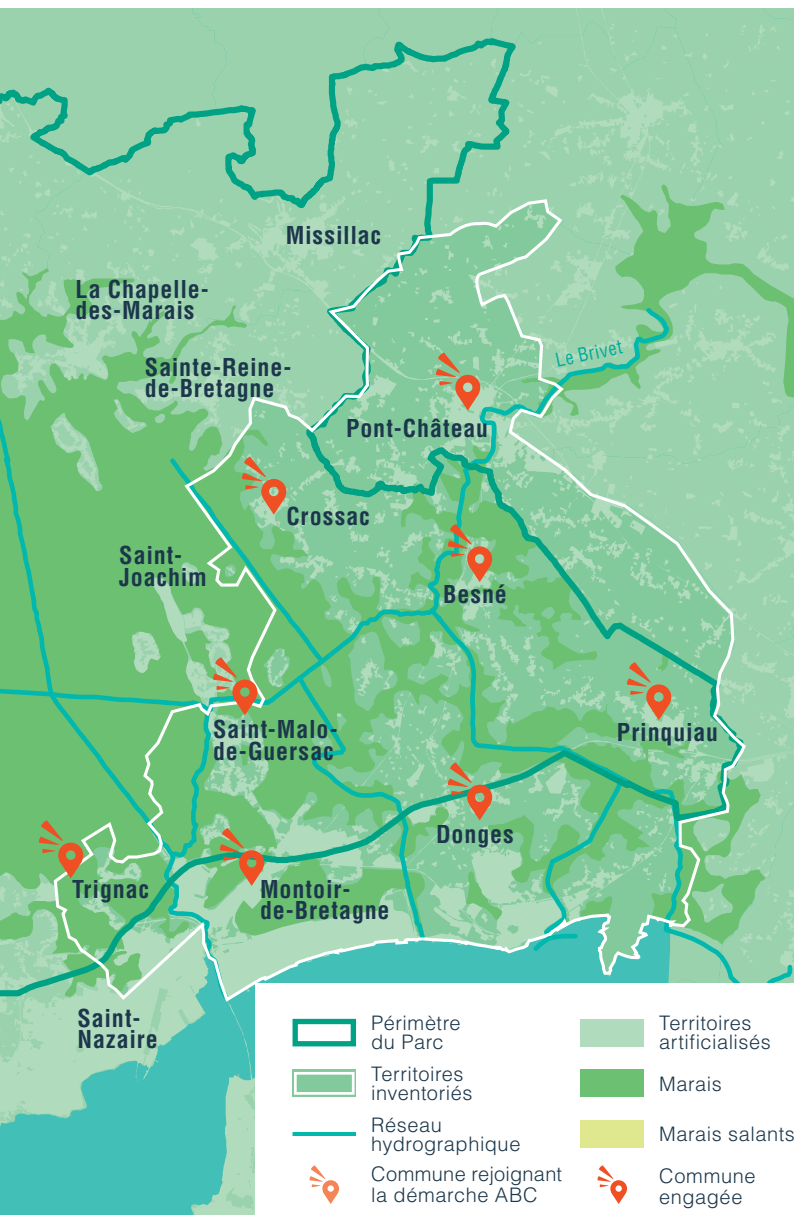 Missillac
La Chapelle-
des-Marais
Le Brivet
Sainte-Reine-
de-Bretagne
Pont-Château
Crossac
Saint-
Joachim
Besné
Saint-Malo-
de-Guersac
Prinquiau
Donges
Trignac
Montoir-
de-Bretagne
Saint-
Nazaire
Périmètre
du Parc
Territoires
inventoriés
Réseau
hydrographique
Commune rejoignant
la démarche ABC
Territoires
artificialisés
Marais
Marais salants
Commune
engagée